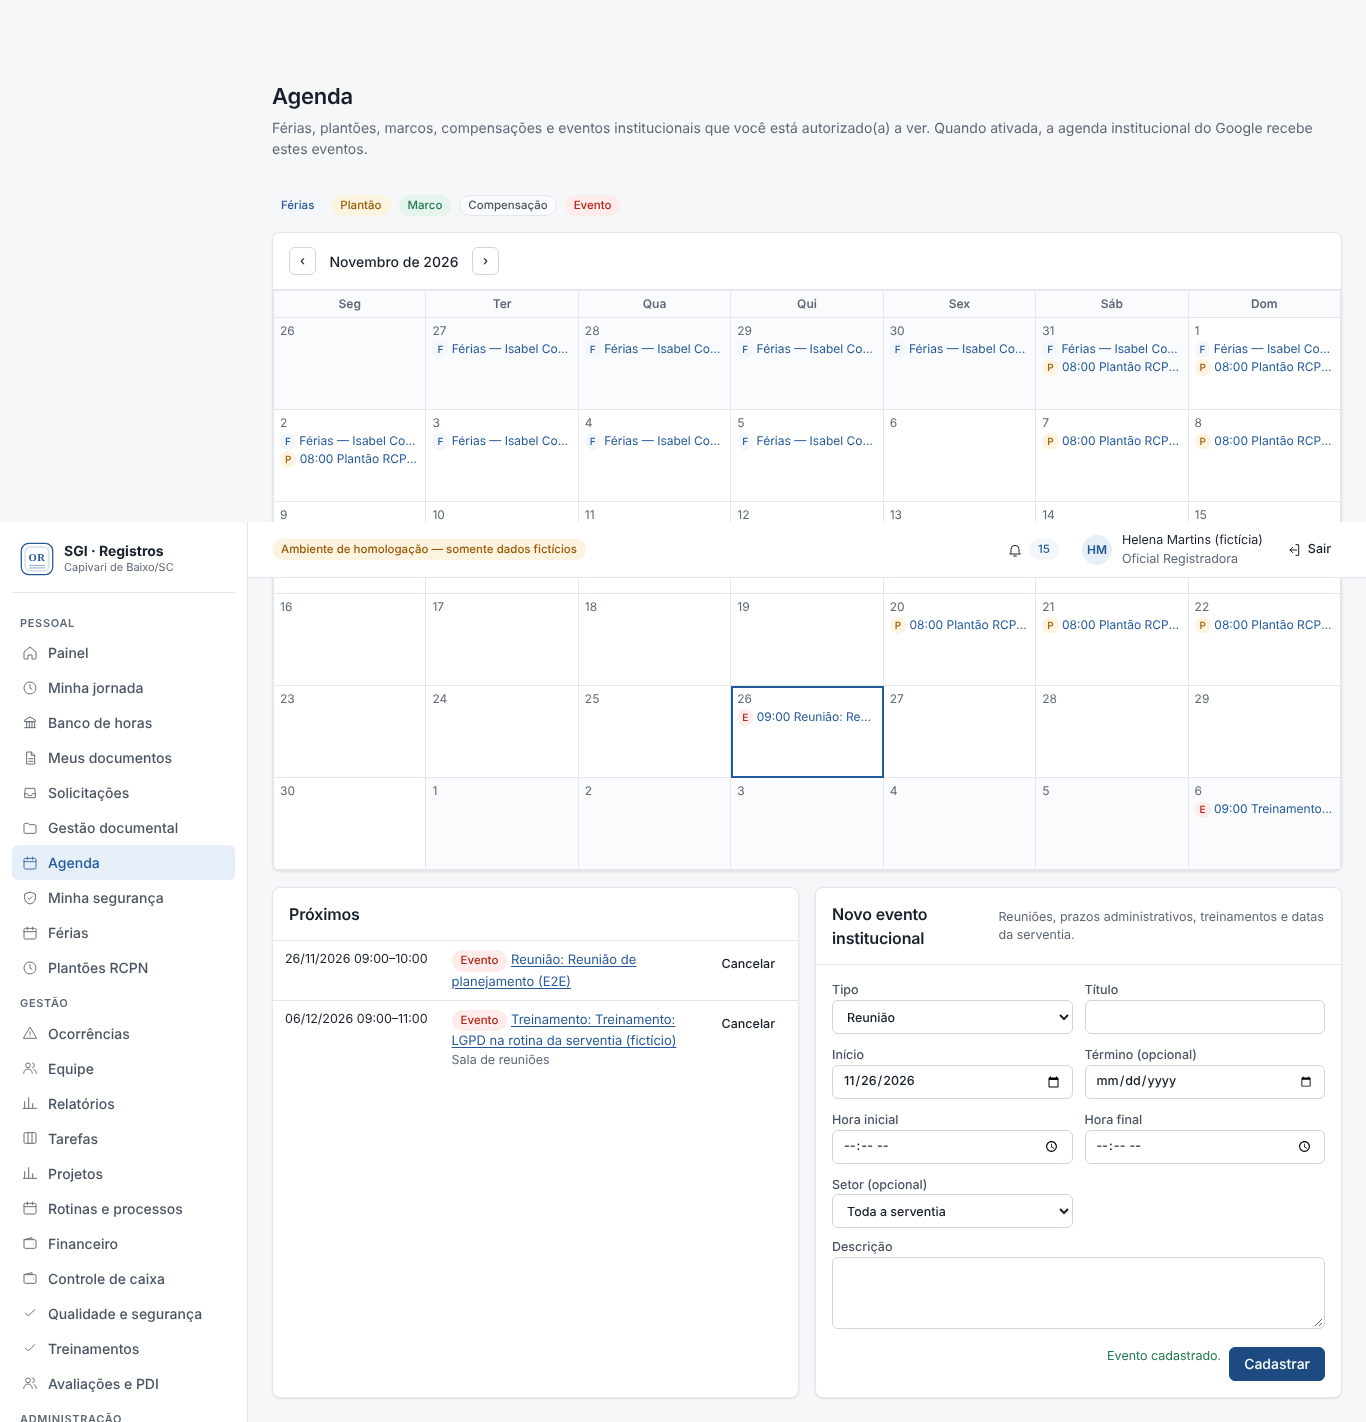 Agenda
Férias, plantões, marcos, compensações e eventos institucionais que você está autorizado(a) a ver. Quando ativada, a agenda institucional do Google recebe
estes eventos.
Férias Plantão Marco Compensação Evento
‹ Novembro de 2026 ›
Seg Ter Qua Qui Sex Sáb Dom
26 27 28 29 30 31 1
F Férias — Isabel Co... F Férias — Isabel Co... F Férias — Isabel Co... F Férias — Isabel Co... F Férias — Isabel Co... F Férias — Isabel Co...
P 08:00 Plantão RCP... P 08:00 Plantão RCP...
2 3 4 5 6 7 8
F Férias — Isabel Co... F Férias — Isabel Co... F Férias — Isabel Co... F Férias — Isabel Co... P 08:00 Plantão RCP... P 08:00 Plantão RCP...
P 08:00 Plantão RCP...
9 10 11 12 13 14 15
OR
SGI · Registros
Capivari de Baixo/SC
Ambiente de homologação — somente dados fictícios
15
HM
Helena Martins (fictícia)
Oficial Registradora
Sair
16 17 18 19 20 21 22
P 08:00 Plantão RCP... P 08:00 Plantão RCP... P 08:00 Plantão RCP...
23 24 25 26 27 28 29
E 09:00 Reunião: Re...
30 1 2 3 4 5 6
E 09:00 Treinamento...
PESSOAL
Painel
Minha jornada
Banco de horas
Meus documentos
Solicitações
Gestão documental
Agenda
Minha segurança
Férias
Plantões RCPN
GESTÃO
Ocorrências
Equipe
Relatórios
Tarefas
Projetos
Rotinas e processos
Financeiro
Controle de caixa
Qualidade e segurança
Treinamentos
Avaliações e PDI
ADMINISTRAÇÃO
Próximos
26/11/2026 09:00–10:00 Evento Reunião: Reunião de Cancelar
planejamento (E2E)
06/12/2026 09:00–11:00 Evento Treinamento: Treinamento: Cancelar
LGPD na rotina da serventia (fictício)
Sala de reuniões
Novo evento
institucional
Reuniões, prazos administrativos, treinamentos e datas
da serventia.
Tipo Título
Reunião
Início Término (opcional)
11/26/2026 mm/dd/yyyy
Hora inicial Hora final
--:-- -- --:-- --
Setor (opcional)
Toda a serventia
Descrição
Evento cadastrado. Cadastrar